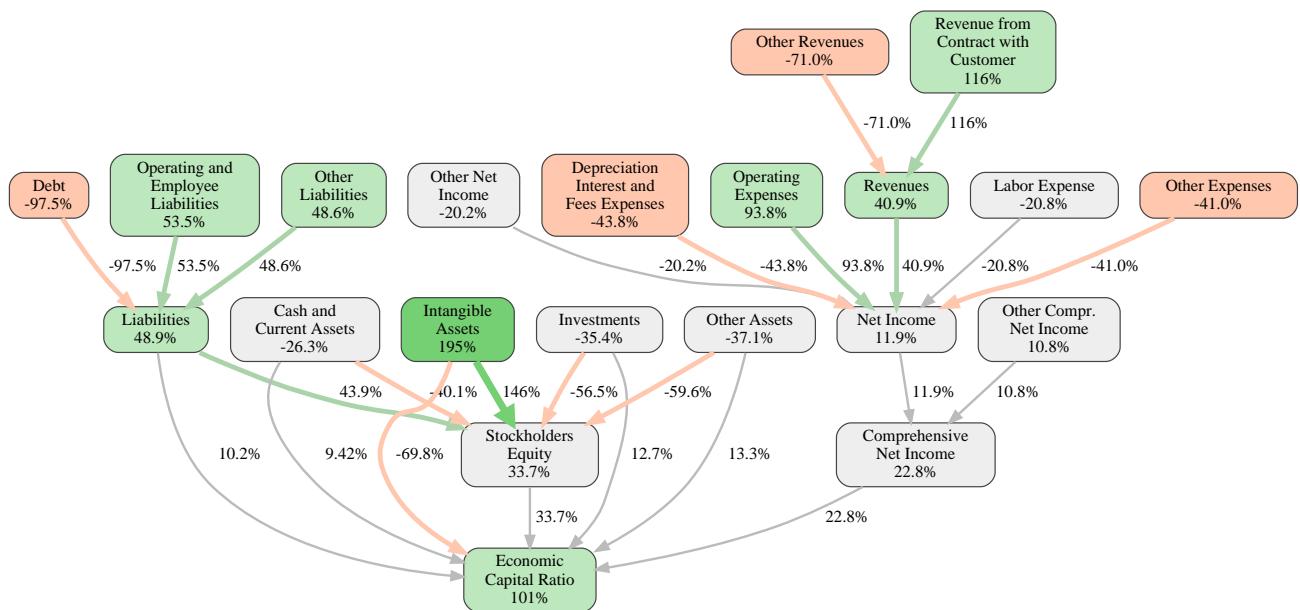 Other Revenues
-71.0%
Revenue from
Contract with
Customer
116%
-71.0%
116%
Debt
-97.5%
Operating and
Employee
Liabilities
53.5%
Other
Liabilities
48.6%
Other Net
Income
-20.2%
Depreciation
Interest and
Fees Expenses
-43.8%
Operating
Expenses
93.8%
Revenues
40.9%
Labor Expense
-20.8%
Other Expenses
-41.0%
-97.5%
53.5%
48.6%
-20.2%
-43.8%
93.8%
40.9%
-20.8%
-41.0%
Liabilities
48.9%
Cash and
Current Assets
-26.3%
Intangible
Assets
195%
Investments
-35.4%
Other Assets
-37.1%
Net Income
11.9%
Other Compr.
Net Income
10.8%
43.9%
-40.1%
146%
-56.5%
-59.6%
11.9%
10.8%
Stockholders
Equity
33.7%
Comprehensive
Net Income
22.8%
10.2%
9.42%
-69.8%
12.7%
13.3%
33.7%
22.8%
Economic
Capital Ratio
101%